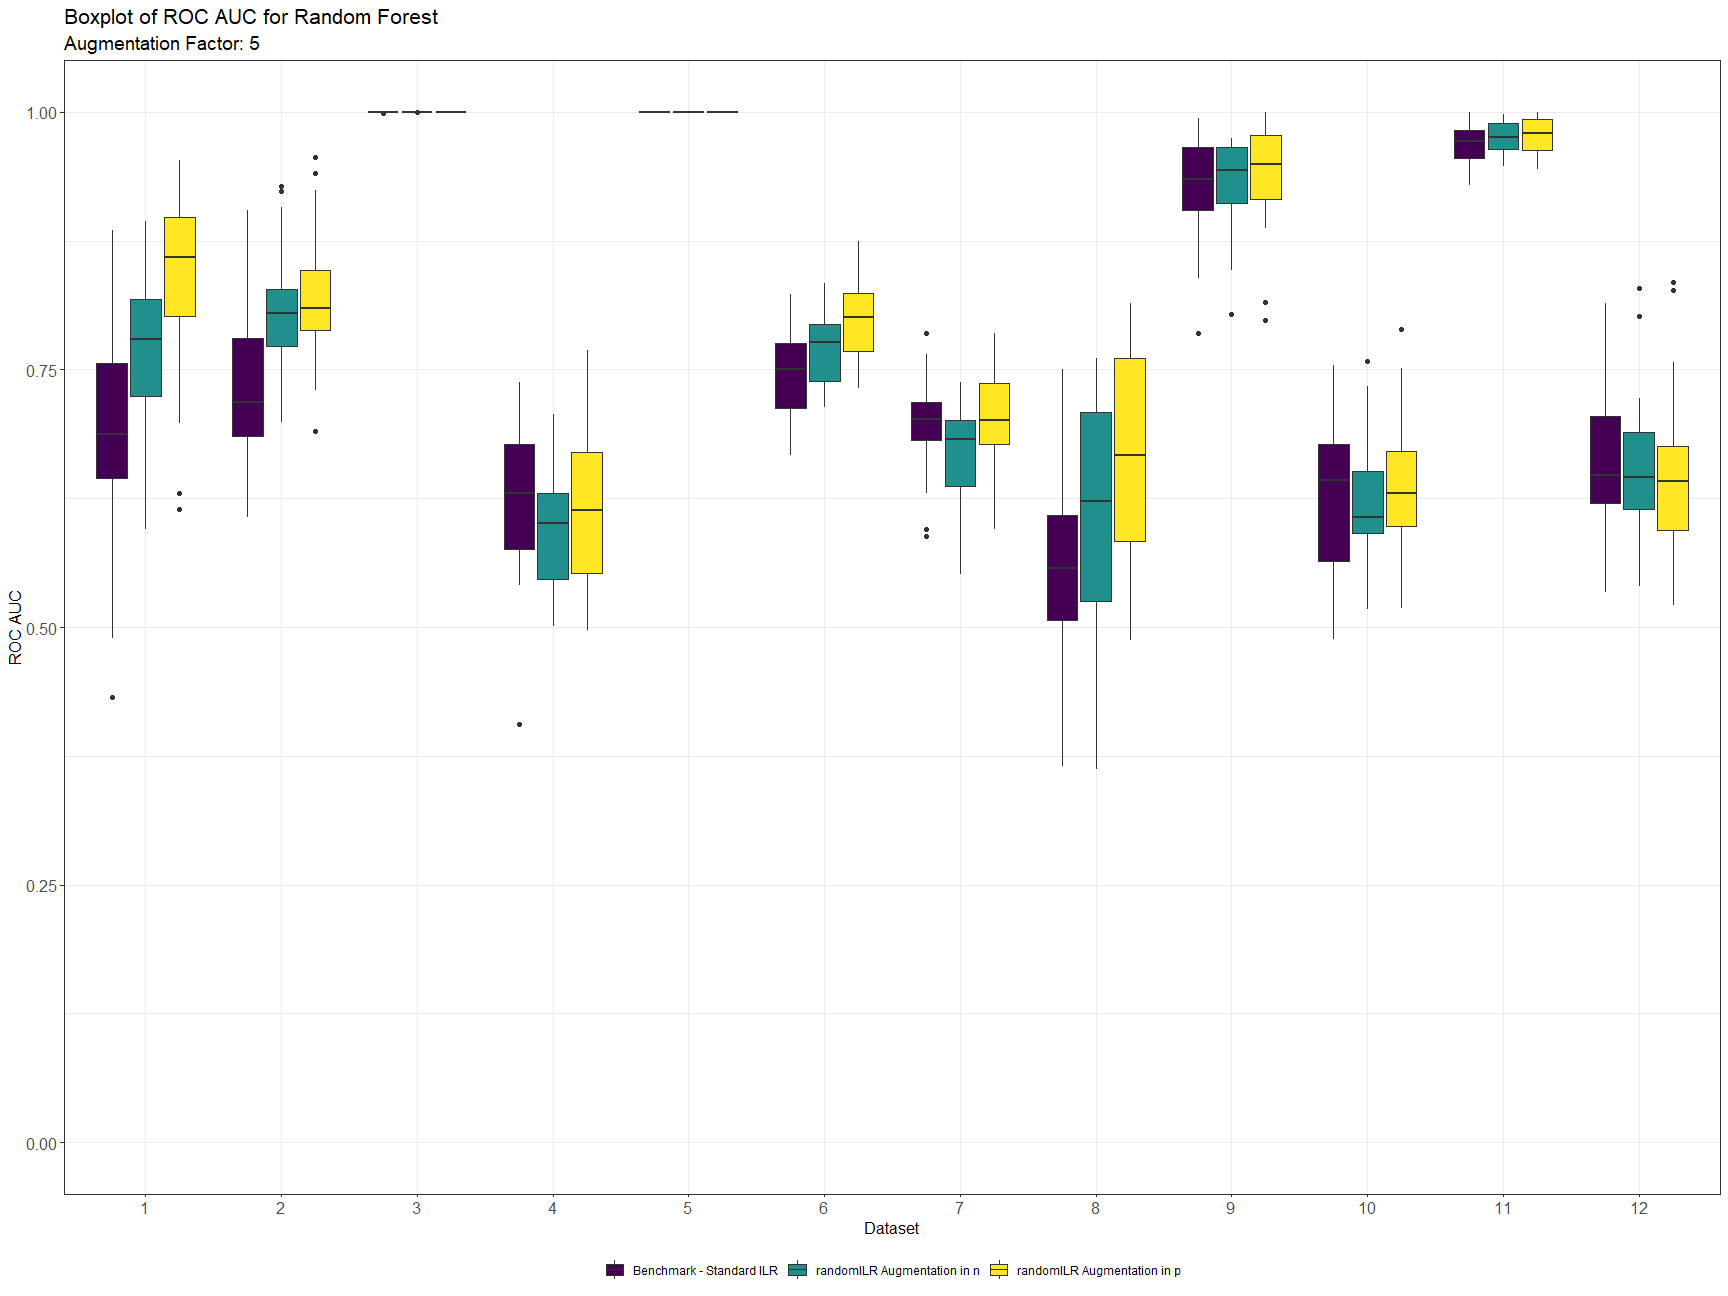 Boxplot of ROC AUC for Random Forest
Augmentation Factor: 5
ROC AUC
1.00
0.75
0.50
0.25
0.00
1 2 3 4 5 6 7 8 9 10 11 12
Dataset
Benchmark - Standard ILR randomILR Augmentation in n randomILR Augmentation in p